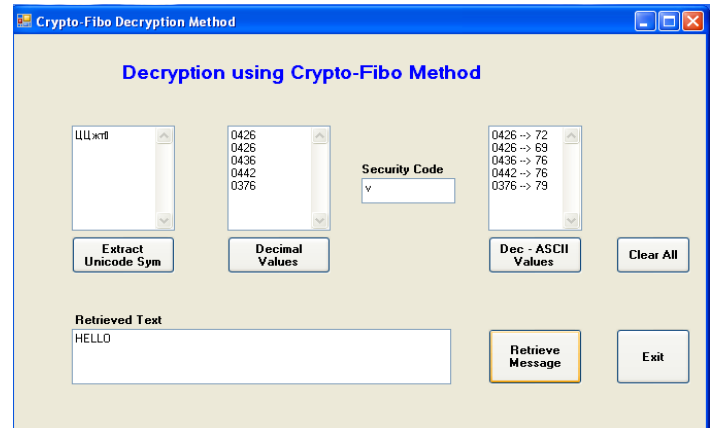 Crypto-Fibo Decryption Method
Decryption using Crypto-Fibo Method
ЦЦжт
0426
0426
0436
0442
0376
Security Code
v
0426 --> 72
0426 --> 69
0436 --> 76
0442 --> 76
0376 --> 79
Extract
Unicode Sym
Decimal
Values
Dec - ASCII
Values
Clear All
Retrieved Text
HELLO
Retrieve
Message
Exit